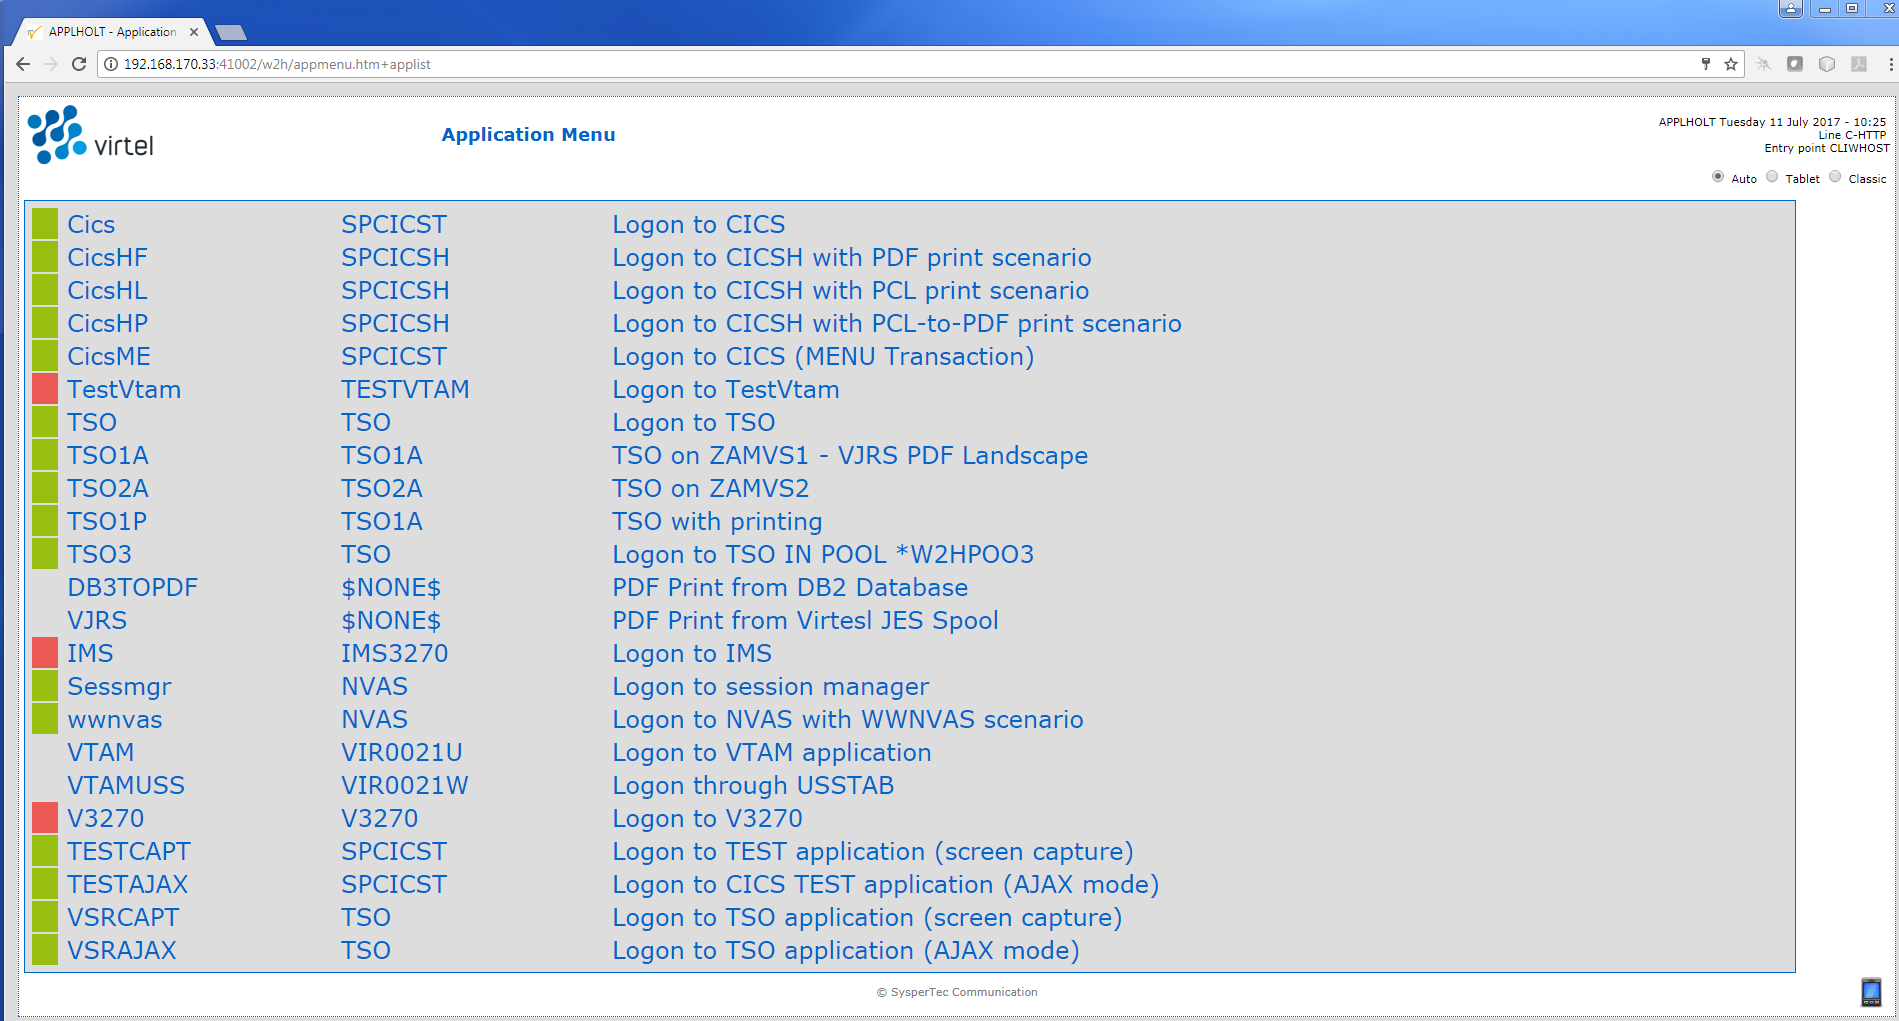 APPLHOLT - Application
192.168.170.33:41002/w2h/appmenu.htm+applist
virtel
Application Menu
APPLHOLT Tuesday 11 July 2017 - 10:25
Line C-HTTP
Entry point CLIWHOST
Auto Tablet Classic
Cics SPCICST Logon to CICS
CicsHF SPCICSH Logon to CICSH with PDF print scenario
CicsHL SPCICSH Logon to CICSH with PCL print scenario
CicsHP SPCICSH Logon to CICSH with PCL-to-PDF print scenario
CicsME SPCICST Logon to CICS (MENU Transaction)
TestVtam TESTVTAM Logon to TestVtam
TSO TSO Logon to TSO
TSO1A TSO1A TSO on ZAMVS1 - VJRS PDF Landscape
TSO2A TSO2A TSO on ZAMVS2
TSO1P TSO1A TSO with printing
TSO3 TSO Logon to TSO IN POOL *W2HPOO3
DB3TOPDF $NONE$ PDF Print from DB2 Database
VJRS $NONE$ PDF Print from Virtesl JES Spool
IMS IMS3270 Logon to IMS
Sessmgr NVAS Logon to session manager
wwnvas NVAS Logon to NVAS with WWNVAS scenario
VTAM VIR0021U Logon to VTAM application
VTAMUSS VIR0021W Logon through USSTAB
V3270 V3270 Logon to V3270
TESTCAPT SPCICST Logon to TEST application (screen capture)
TESTAJAX SPCICST Logon to CICS TEST application (AJAX mode)
VSRCAPT TSO Logon to TSO application (screen capture)
VSRAJAX TSO Logon to TSO application (AJAX mode)
© SysperTec Communication